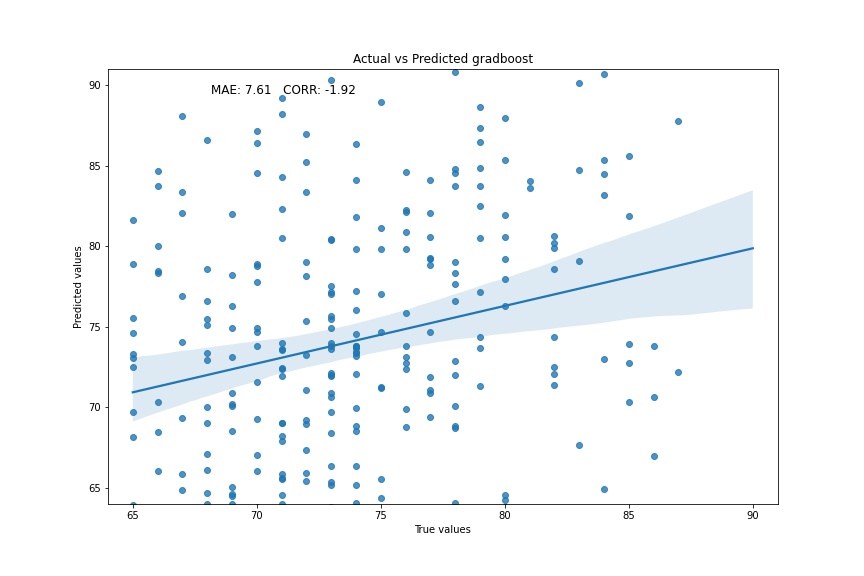 Actual vs Predicted gradboost
MAE: 7.61 CORR: -1.92
90
85
80
75
70
65
Predicted values
65 70 75 80 85 90
True values